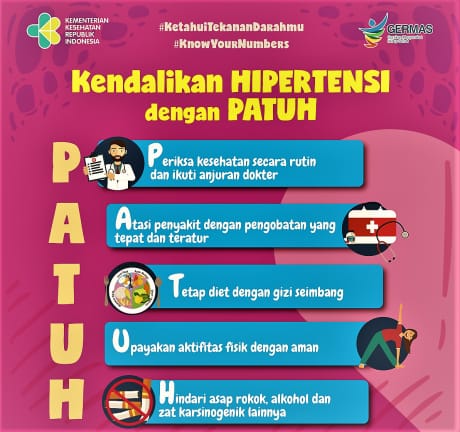 KEMENTERIAN
KESEHATAN
REPUBLIK
INDONESIA
#KetahuiTekananDarahmu
#KnowYourNumbers
GERMAS
Kendalikan HIPERTENSI
dengan PATUH
P
Periksa kesehatan secara rutin
dan ikuti anjuran dokter
A
Atasi penyakit dengan pengobatan yang
tepat dan teratur
T
Tetap diet dengan gizi seimbang
U
Upayakan aktifitas fisik dengan aman
H
Hindari asap rokok, alkohol dan
zat karsinogenik lainnya